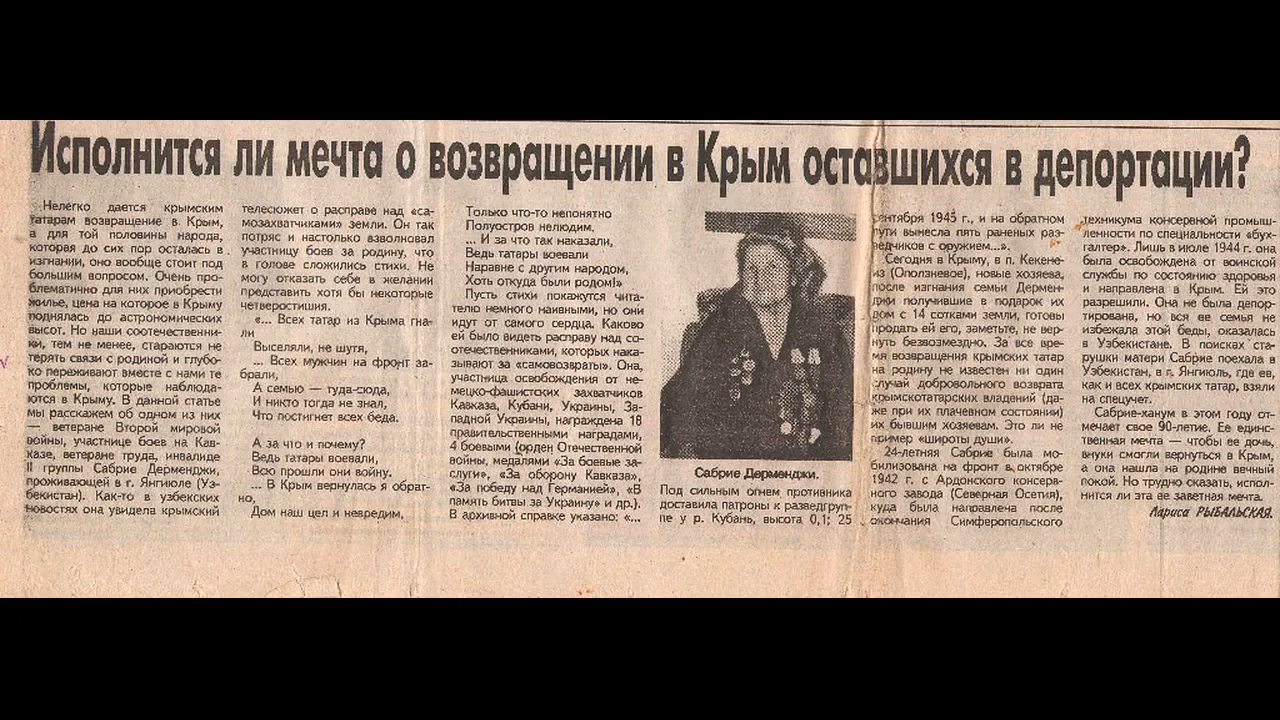 Исполнится ли мечта о возвращении в Крым оставшихся в депортации?
Нелегко дается крымским
татарам возвращение в Крым,
а для той половины народа,
которая до сих пор осталась в
изгнании, оно вообще стоит под
большим вопросом. Очень про-
блематично для них приобрести
жилье, цена на которое в Крыму
поднялась до астрономических
высот. Но наши соотечественни-
ки, тем не менее, стараются не
терять связи с родиной и глубо-
ко переживают вместе с нами те
проблемы, которые наблюда-
ются в Крыму. В данной статье
мы расскажем об одном из них
— ветеране Второй мировой
войны, участнице боев на Кав-
казе, ветеране труда, инвалиде
II группы Сабрие Дерменджи,
проживающей в г. Янгиюле (Уз-
бекистан). Как-то в узбекских
новостях она увидела крымский
телесюжет о расправе над «са-
мозахватчиками» земли. Он так
потряс и настолько взволновал
участницу боев за родину, что
в голове сложились стихи. Не
могу отказать себе в желании
представить хотя бы некоторые
четверостишия.
«... Всех татар из Крыма гна-
ли
Выселяли, не шутя,
... Всех мужчин на фронт за-
брали,
А семью — туда-сюда,
И никто тогда не знал,
Что постигнет всех беда.
А за что и почему?
Ведь татары воевали,
Всю прошли они войну.
... В Крым вернулась я обрат-
но,
Дом наш цел и невредим,
Только что-то непонятно
Полуостров нелюдим.
... И за что так наказали,
Ведь татары воевали
Наравне с другим народом,
Хоть откуда были родом!»
Пусть стихи покажутся чита-
телю немного наивными, но они
идут от самого сердца. Каково
ей было видеть расправу над со-
отечественниками, которых нака-
зывают за «самовозвраты». Она,
участница освобождения от не-
мецко-фашистских захватчиков
Кавказа, Кубани, Украины, За-
падной Украины, награждена 18
правительственными наградами,
4 боевыми (орден Отечественной
войны, медалями «За боевые за-
слуги», «За оборону Кавказа»,
«За победу над Германией», «В
память битвы за Украину» и др.).
В архивной справке указано: «...
Сабрие Дерменджи.
Под сильным огнем противника
доставила патроны к разведгруп-
пе у р. Кубань, высота 0,1; 25
сентября 1943 г., и на обратном
пути вынесла пять раненых раз-
ведчиков с оружием...».
Сегодня в Крыму, в п. Кекене-
из (Оползневое), новые хозяева,
после изгнания семьи Дермен-
джи получившие в подарок их
дом с 14 сотками земли, готовы
продать ей его, заметьте, не вер-
нуть безвозмездно. За все вре-
мя возвращения крымских татар
на родину не известен ни один
случай добровольного возврата
крымскотатарских владений (да-
же при их плачевном состоянии)
их бывшим хозяевам. Это ли не
пример «широты души».
24-летняя Сабрие была мо-
билизована на фронт в октябре
1942 г. с Ардонского консерв-
ного завода (Северная Осетия),
куда была направлена после
окончания Симферопольского
техникума консервной промыш-
ленности по специальности «бух-
галтер». Лишь в июле 1944 г. она
была освобождена от воинской
службы по состоянию здоровья
и направлена в Крым. Ей это
разрешили. Она не была депор-
тирована, но вся ее семья не
избежала этой беды, оказалась
в Узбекистане. В поисках ста-
рушки матери Сабрие поехала в
Узбекистан, в г. Янгиюль, где ее,
как и всех крымских татар, взяли
на спецучет.
Сабрие-ханум в этом году от-
мечает свое 90-летие. Ее един-
ственная мечта — чтобы ее дочь,
внуки смогли вернуться в Крым,
а она нашла на родине вечный
покой. Но трудно сказать, испол-
нится ли эта ее заветная мечта.
Лариса РЫБАЛЬСКАЯ.